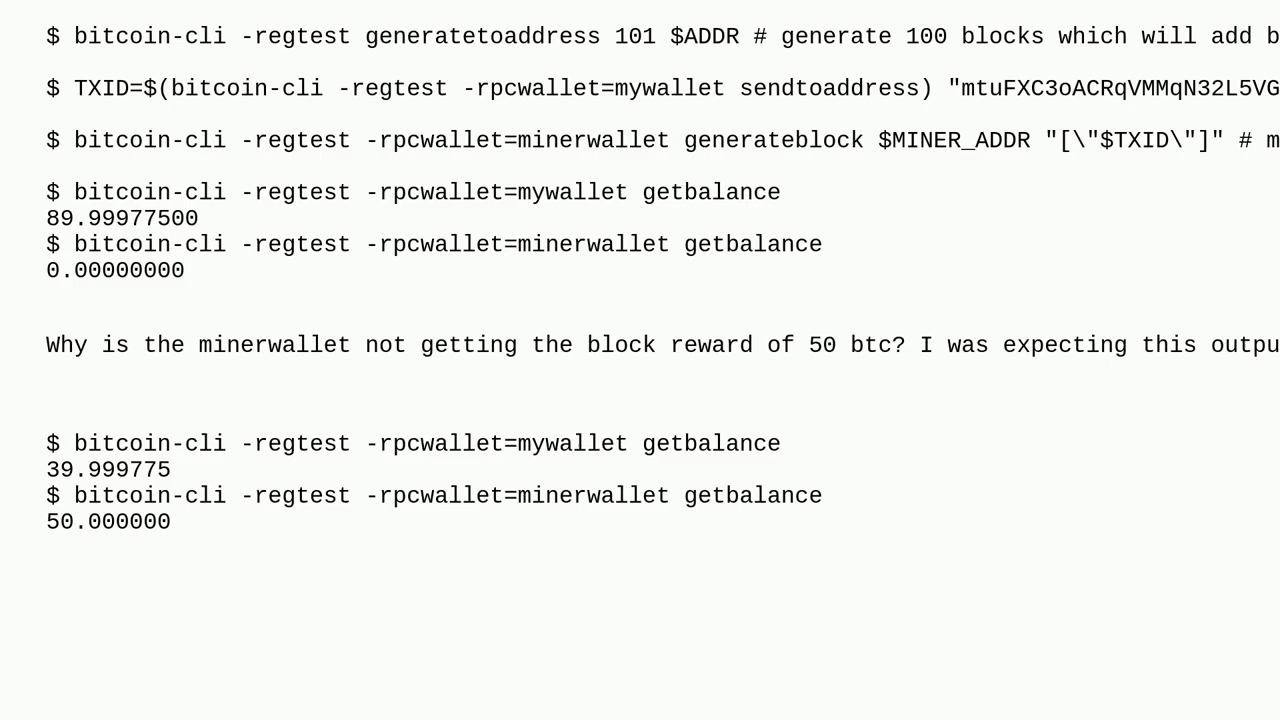 $ bitcoin-cli -regtest generatetoaddress 101 $ADDR # generate 100 blocks which will add b
$ TXID=$(bitcoin-cli -regtest -rpcwallet=mywallet sendtoaddress) "mtuFXC3oACRqVMMqN32L5VG
$ bitcoin-cli -regtest -rpcwallet=minerwallet generateblock $MINER_ADDR "[\"$TXID\"]" # m
$ bitcoin-cli -regtest -rpcwallet=mywallet getbalance
89.99977500
$ bitcoin-cli -regtest -rpcwallet=minerwallet getbalance
0.00000000
Why is the minerwallet not getting the block reward of 50 btc? I was expecting this outpu
$ bitcoin-cli -regtest -rpcwallet=mywallet getbalance
39.999775
$ bitcoin-cli -regtest -rpcwallet=minerwallet getbalance
50.000000